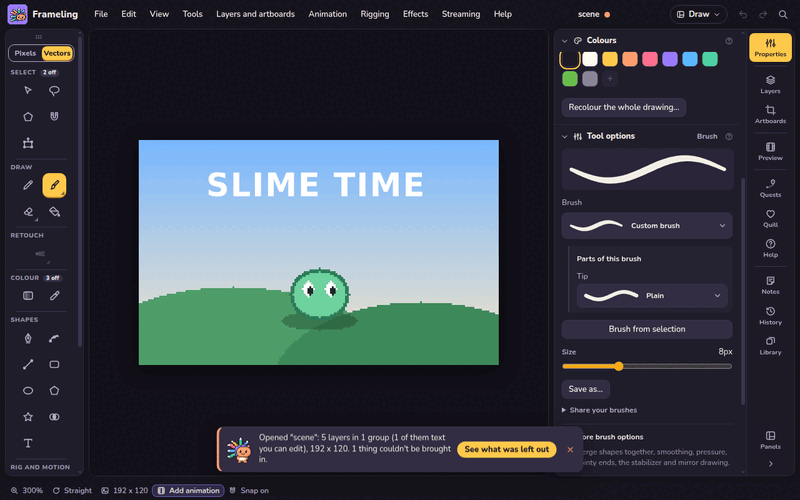 Frameling
File Edit View Tools Layers and artboards Animation Rigging Effects Streaming Help
scene
Draw
Pixels Vectors
SELECT 2 off
DRAW
RETOUCH
COLOUR 3 off
SHAPES
RIG AND MOTION
SLIME TIME
Colours
Recolour the whole drawing...
Tool options Brush
Brush
Custom brush
Parts of this brush
Tip
Plain
Brush from selection
Size 8px
Save as...
Share your brushes
ore brush options
erge shapes together, smoothing, pressure,
nty ends, the stabilizer and mirror drawing.
Properties
Layers
Artboards
Preview
Quests
Quill
Help
Notes
History
Library
Panels
Opened "scene": 5 layers in 1 group (1 of them text
you can edit), 192 x 120. 1 thing couldn't be brought
in.
See what was left out
300% Straight 192 x 120 Add animation Snap on